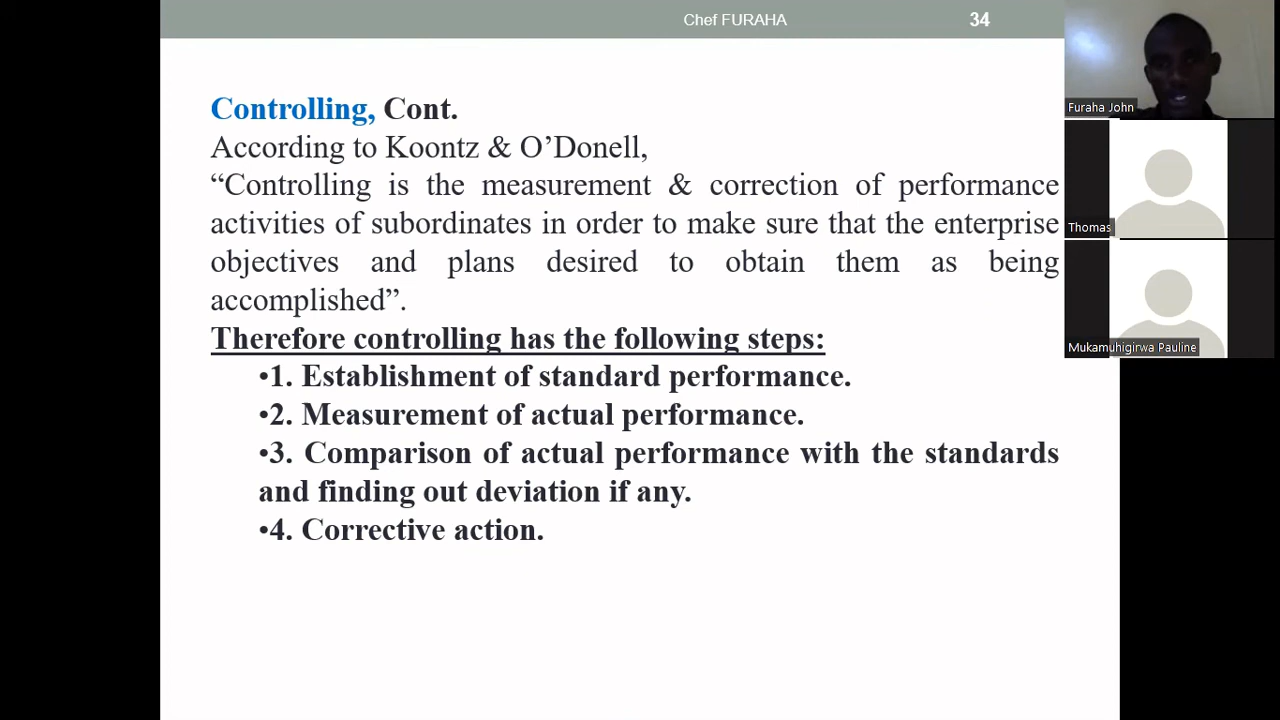 Chef FURAHA
34
Controlling, Cont.
According to Koontz & O’Donell,
“Controlling is the measurement & correction of performance
activities of subordinates in order to make sure that the enterprise
objectives and plans desired to obtain them as being
accomplished”.
Therefore controlling has the following steps:
•1. Establishment of standard performance.
•2. Measurement of actual performance.
•3. Comparison of actual performance with the standards
and finding out deviation if any.
•4. Corrective action.
Furaha John
Thomas
Mukamuhigirwa Pauline